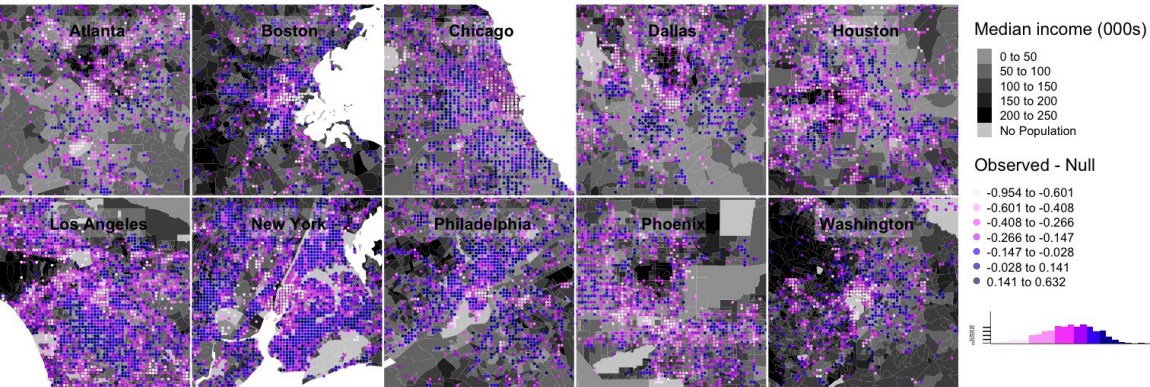 Atlanta
Boston
Chicago
Dallas
Houston
Los Angeles
New York
Philadelphia
Phoenix
Washington
Median income (000s)
0 to 50
50 to 100
100 to 150
150 to 200
200 to 250
No Population
Observed - Null
-0.954 to -0.601
-0.601 to -0.408
-0.408 to -0.266
-0.266 to -0.147
-0.147 to -0.028
-0.028 to 0.141
0.141 to 0.632